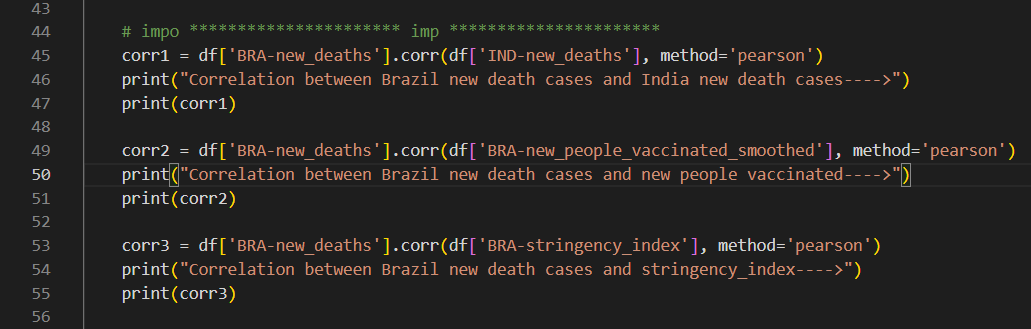 43
44 # impo ********************** imp **********************
45 corr1 = df['BRA-new_deaths'].corr(df['IND-new_deaths'], method='pearson')
46 print("Correlation between Brazil new death cases and India new death cases---->")
47 print(corr1)
48
49 corr2 = df['BRA-new_deaths'].corr(df['BRA-new_people_vaccinated_smoothed'], method='pearson')
50 print("Correlation between Brazil new death cases and new people vaccinated---->")
51 print(corr2)
52
53 corr3 = df['BRA-new_deaths'].corr(df['BRA-stringency_index'], method='pearson')
54 print("Correlation between Brazil new death cases and stringency_index---->")
55 print(corr3)
56